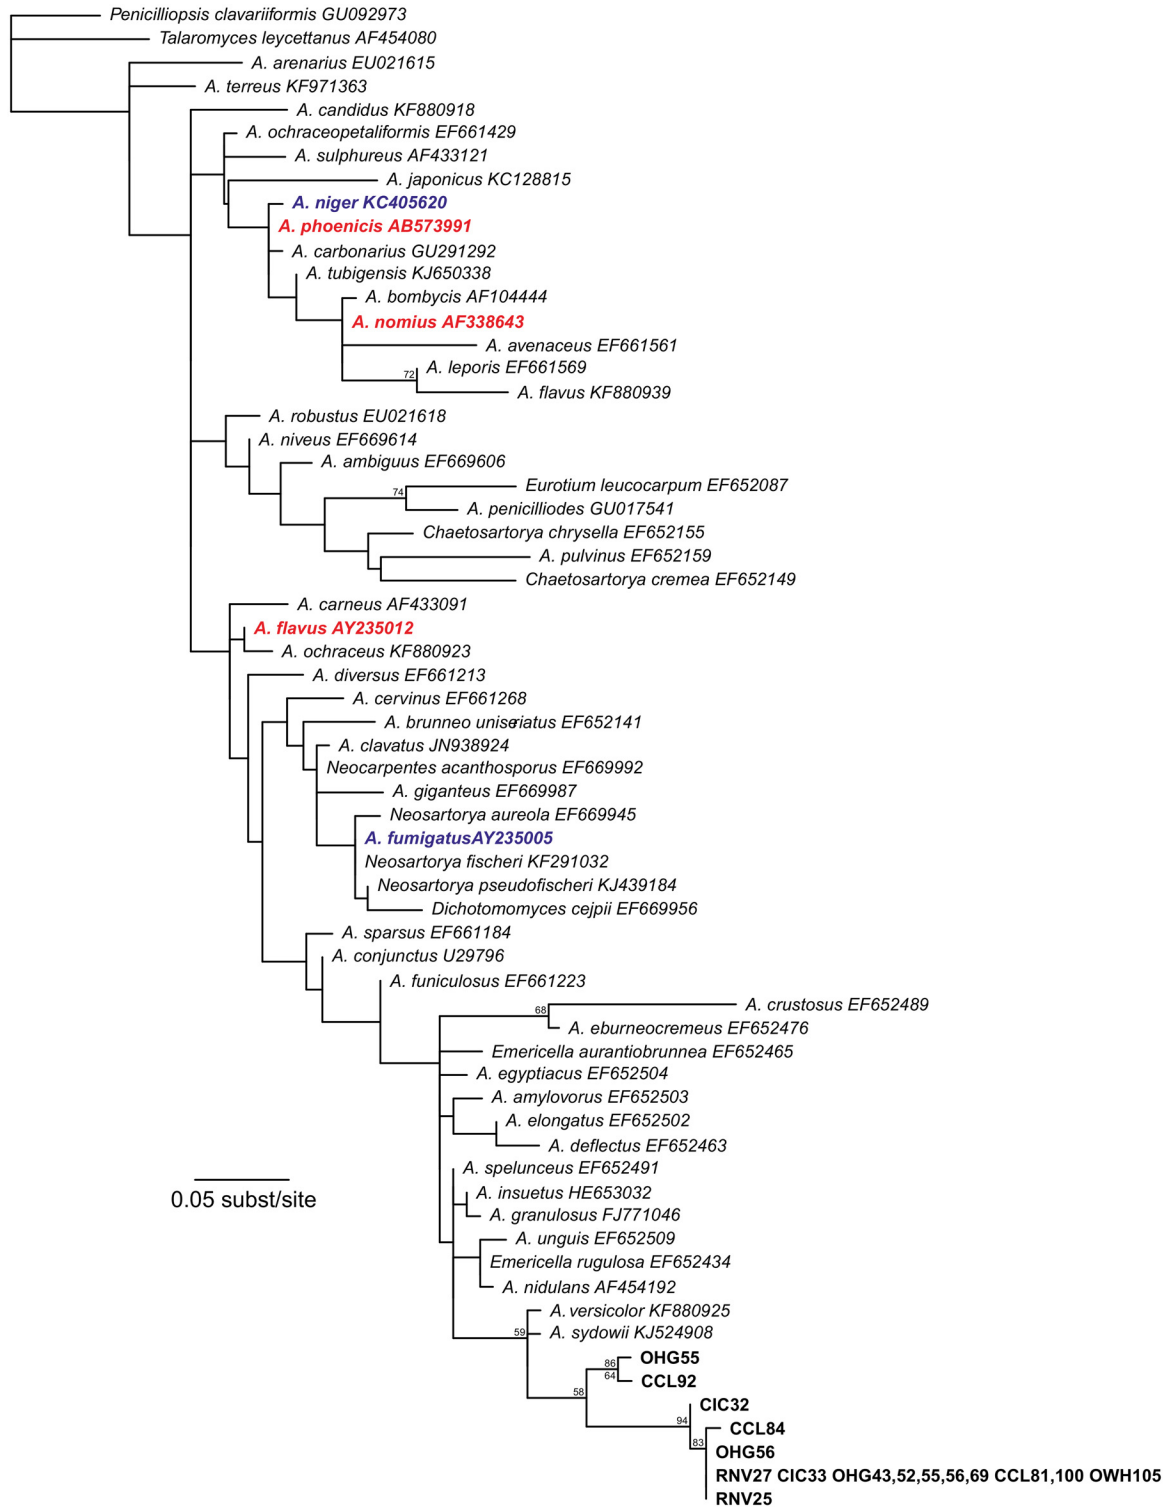 Penicilliopsis clavariiformis GU092973
Talaromyces leycettanus AF454080
A. arenarius EU021615
A. terreus KF971363
A. candidus KF880918
A. ochraceopetaliformis EF661429
A. sulphureus AF433121
A. japonicus KC128815
A. niger KC405620
A. phoenicis AB573991
A. carbonarius GU291292
A. tubigensis KJ650338
A. bombycis AF104444
A. nomius AF338643
A. avenaceus EF661561
72 A. leporis EF661569
A. flavus KF880939
A. robustus EU021618
A. niveus EF669614
A. ambiguus EF669606
Eurotium leucocarpum EF652087
74
A. penicilliodes GU017541
Chaetosartorya chrysella EF652155
A. pulvinus EF652159
Chaetosartorya cremea EF652149
A. carneus AF433091
A. flavus AY235012
A. ochraceus KF880923
A. diversus EF661213
A. cervinus EF661268
A. brunneo uniseriatus EF652141
A. clavatus JN938924
Neocarpentes acanthosporus EF669992
A. giganteus EF669987
Neosartorya aureola EF669945
A. fumigatusAY235005
Neosartorya fischeri KF291032
Neosartorya pseudofischeri KJ439184
Dichotomomyces cejpii EF669956
A. sparsus EF661184
A. conjunctus U29796
A. funiculosus EF661223
A. crustosus EF652489
68
A. eburneocremeus EF652476
Emericella aurantiobrunnea EF652465
A. egyptiacus EF652504
A. amylovorus EF652503
A. elongatus EF652502
A. deflectus EF652463
A. spelunceus EF652491
A. insuetus HE653032
0.05 subst/site
A. granulosus FJ771046
A. unguis EF652509
Emericella rugulosa EF652434
A. nidulans AF454192
A. versicolor KF880925
59 A. sydowii KJ524908
OHG55
86
64 CCL92
58
CIC32
94
CCL84
83
OHG56
RNV27 CIC33 OHG43,52,55,56,69 CCL81,100 OWH105
RNV25